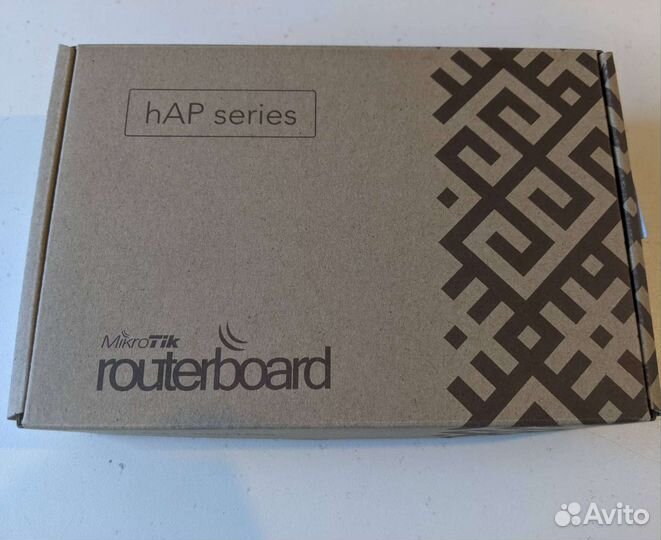 hAP series
MikroTik
routerboard
Avito